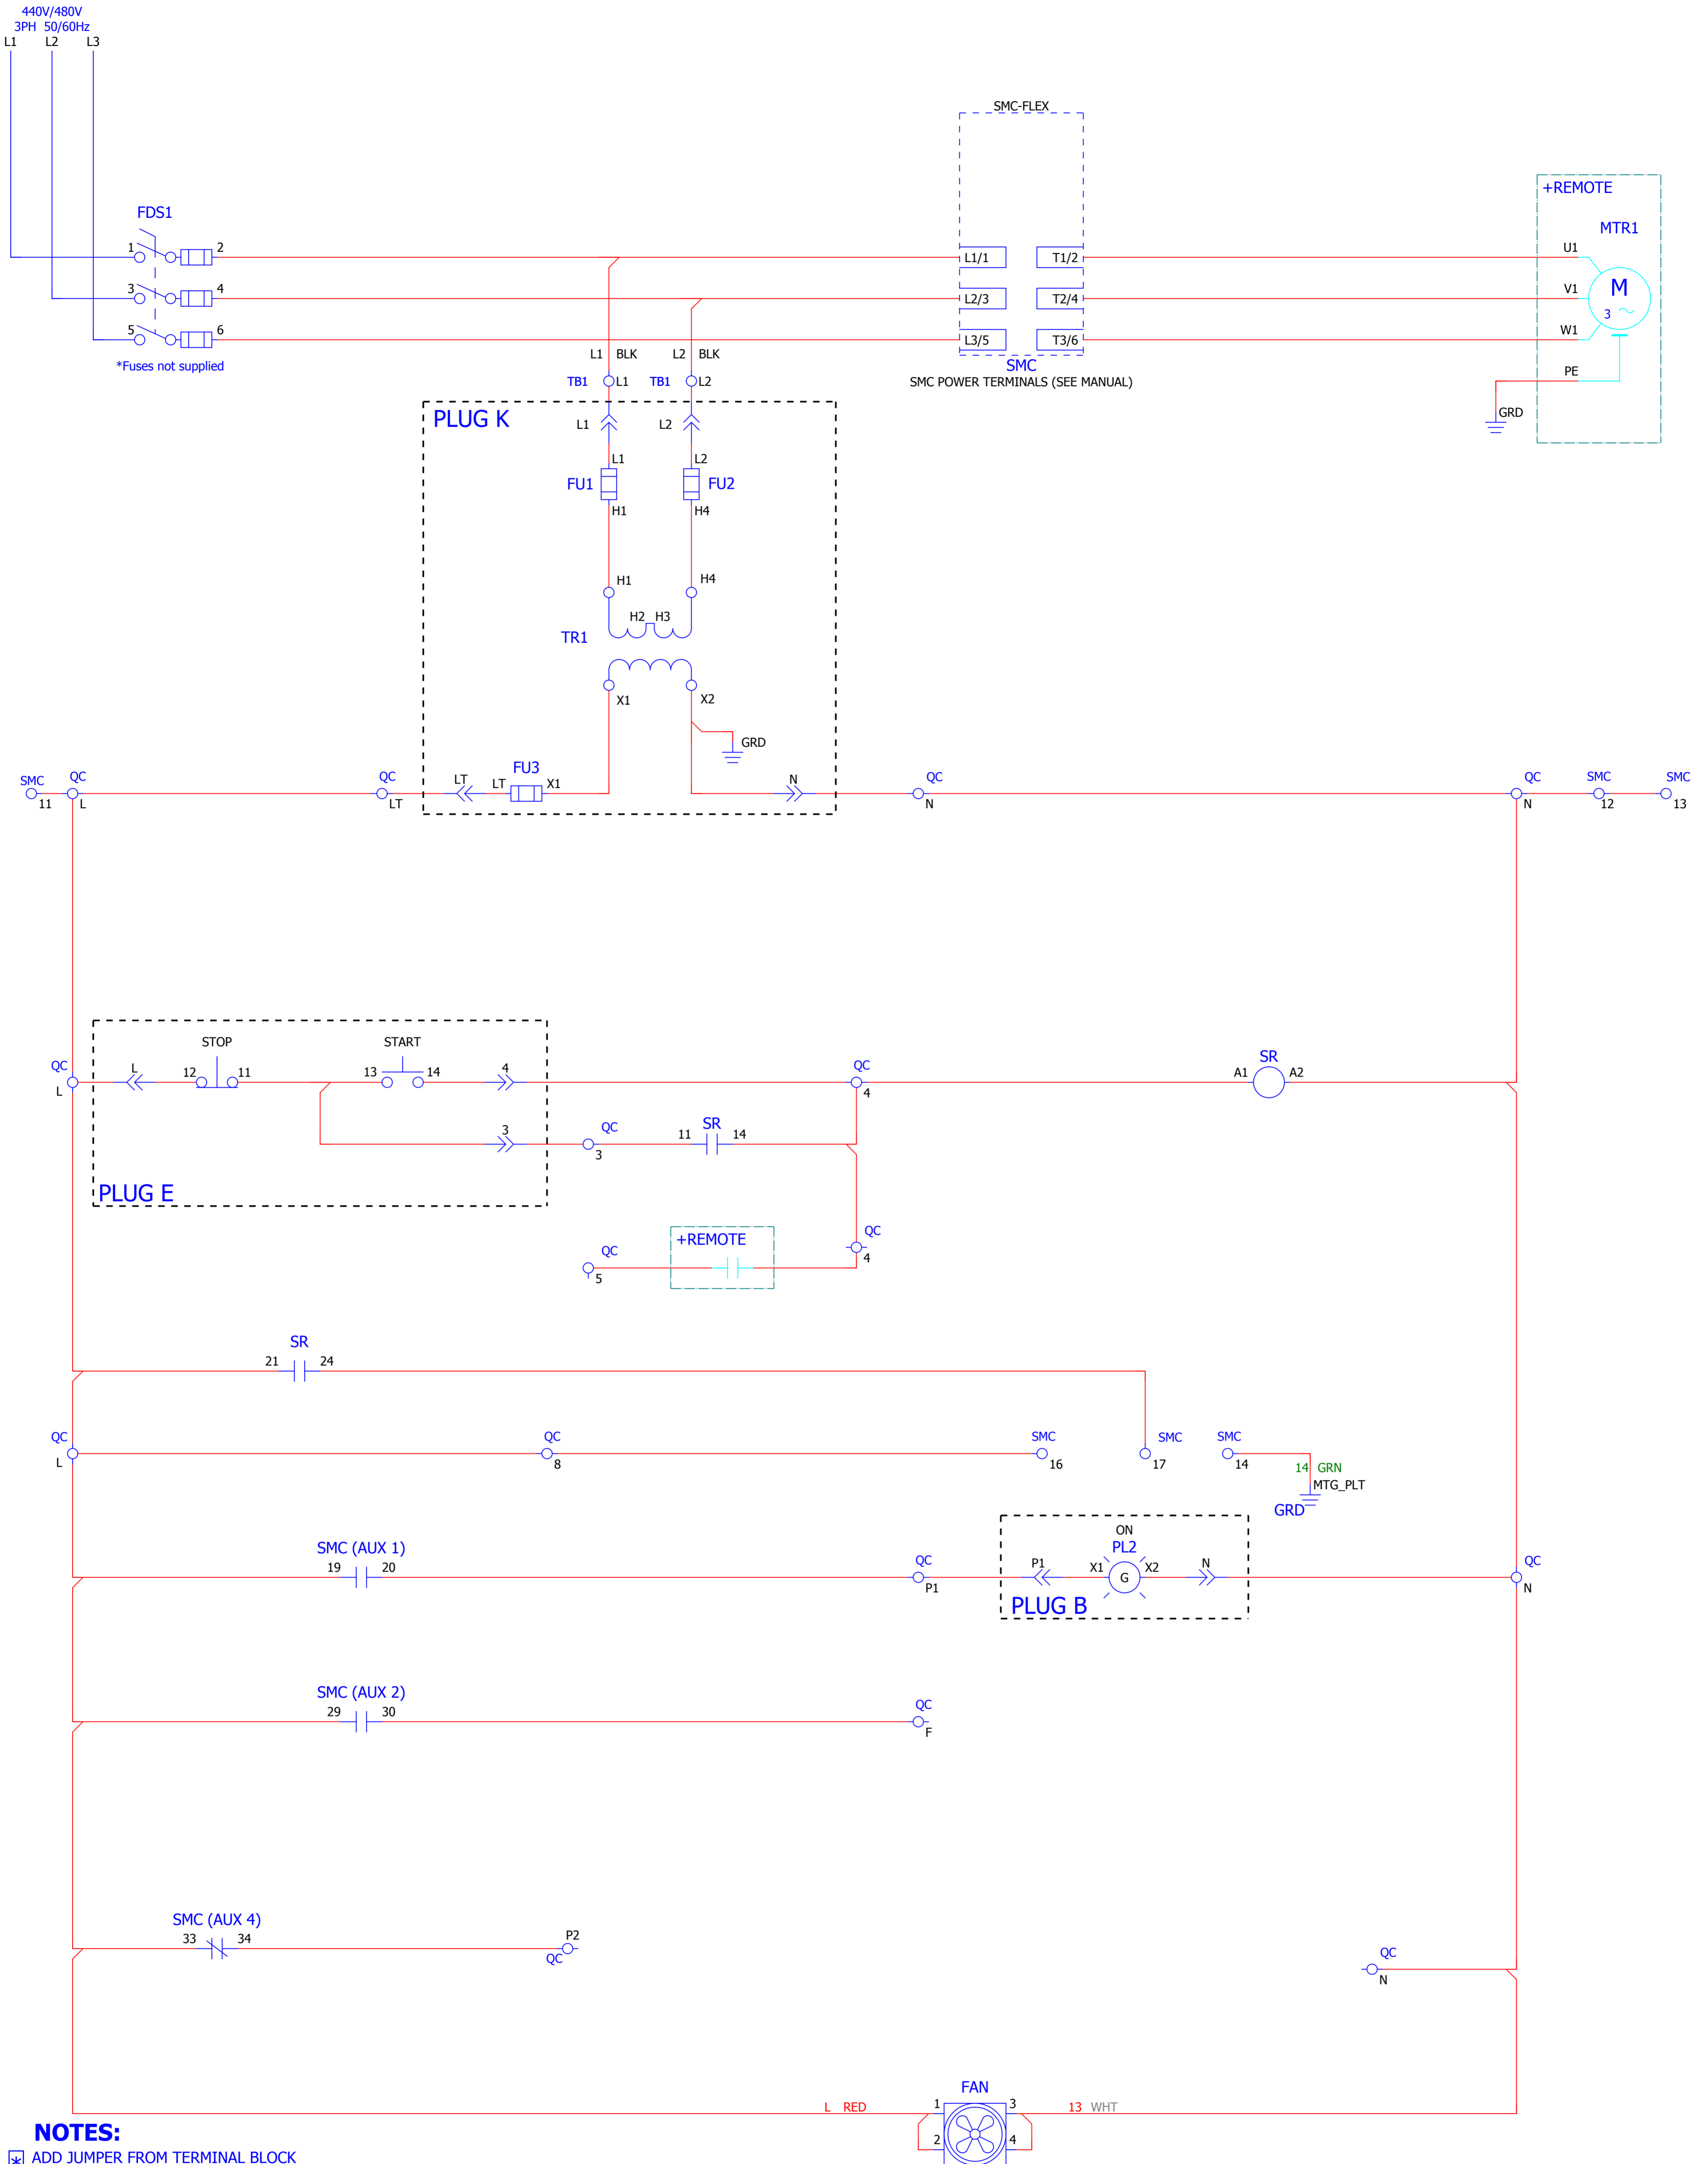 440V/480V
3PH 50/60Hz
L1 L2 L3
SMC-FLEX
+REMOTE
MTR1
FDS1
1 2
3 4
5 6
*Fuses not supplied
L1/1 T1/2
L2/3 T2/4
L3/5 T3/6
SMC
SMC POWER TERMINALS (SEE MANUAL)
U1
V1
W1
PE
M
3
GRD
L1 BLK L2 BLK
TB1 L1 TB1 L2
PLUG K
L1 L2
L1 L2
FU1 FU2
H1 H4
H1 H4
H2 H3
TR1
X1 X2
GRD
SMC QC QC LT LT FU3 X1 N QC QC SMC SMC
11 L LT N N 12 13
STOP START
QC L 12 11 13 14 4 QC SR
L 4 A1 A2
3 QC SR
3 11 14
PLUG E
QC +REMOTE QC
5 4
SR
21 24
QC QC SMC SMC SMC
L 8 16 17 14
14 GRN
MTG_PLT
GRD
SMC (AUX 1)
19 20
QC
P1
ON
PL2
P1 X1 G X2 N
PLUG B
QC
N
SMC (AUX 2)
29 30
QC
F
SMC (AUX 4)
33 34
P2
QC
QC
N
FAN
L RED 1 3 13 WHT
2 4
NOTES:
* ADD JUMPER FROM TERMINAL BLOCK